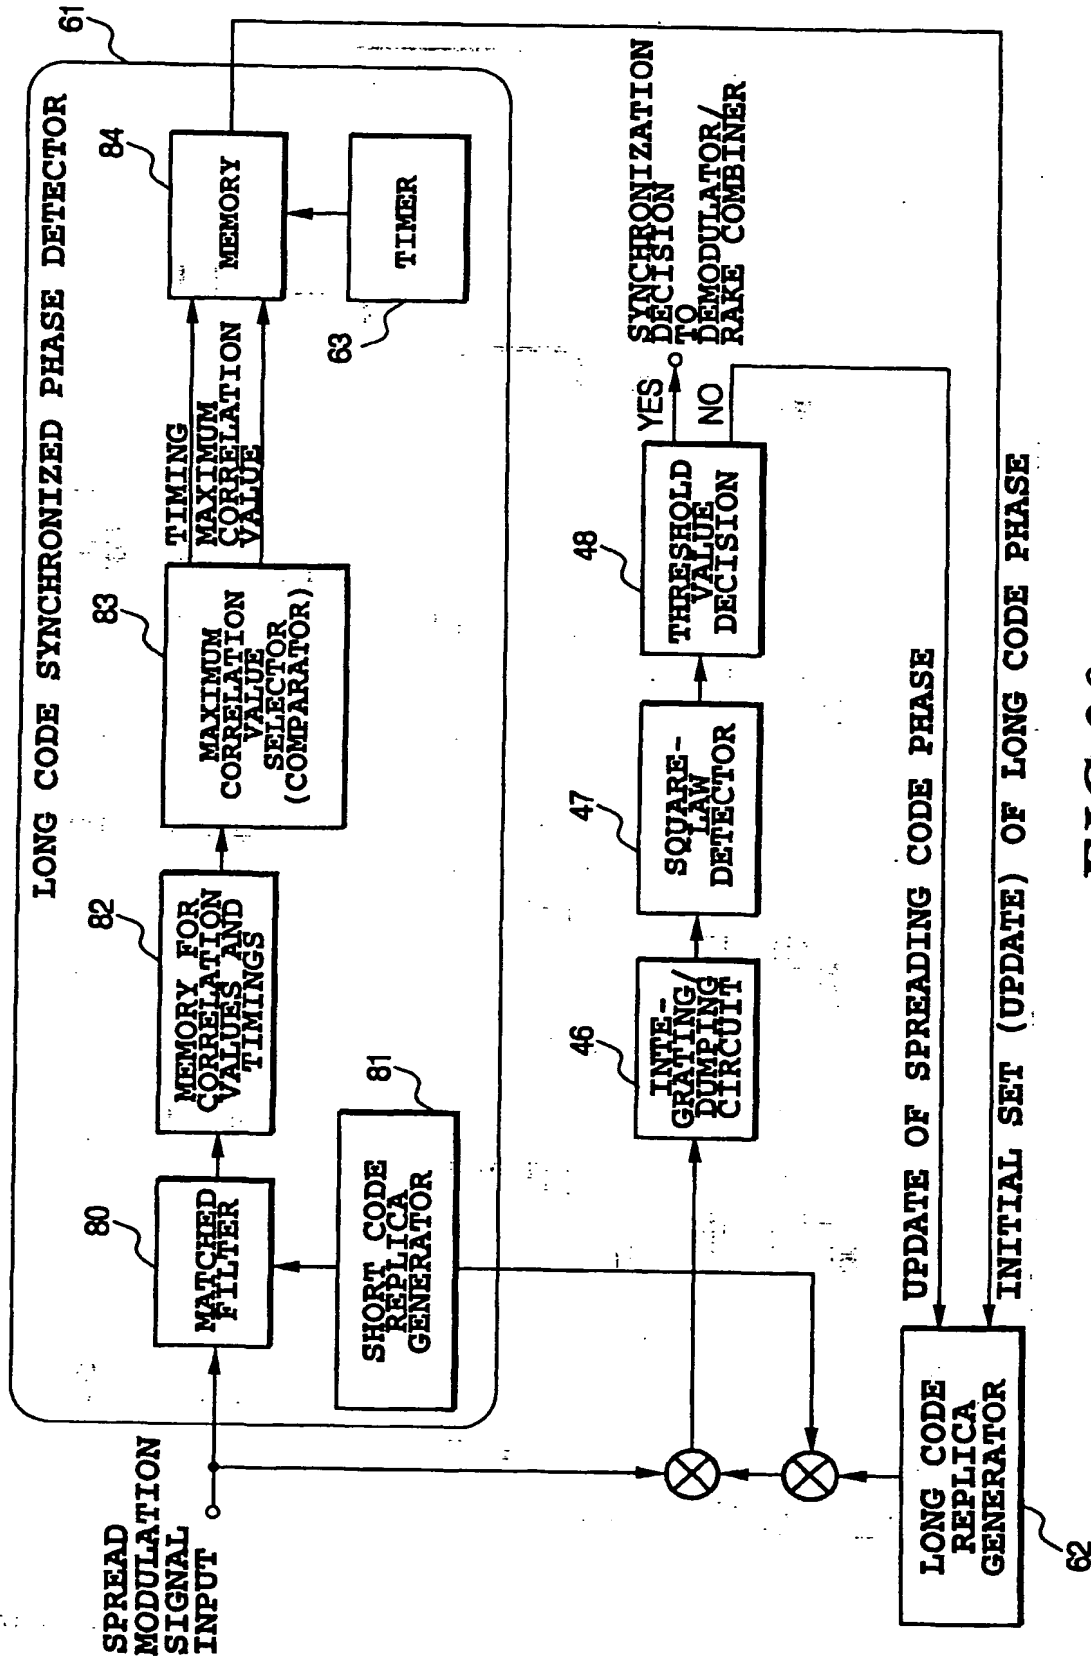 LONG CODE SYNCHRONIZED PHASE DETECTOR
61
SPREAD
MODULATION
SIGNAL
INPUT
80
MATCHED
FILTER
82
MEMORY FOR
CORRELATION
VALUES AND
TIMINGS
83
MAXIMUM
CORRELATION
VALUE
SELECTOR
(COMPARATOR)
TIMING
MAXIMUM
CORRELATION
VALUE
84
MEMORY
63
TIMER
81
SHORT CODE
REPLICA
GENERATOR
46
INTE-
GRATING/
DUMPING
CIRCUIT
47
SQUARE-
LAW
DETECTOR
48
THRESHOLD
VALUE
DECISION
YES
NO
SYNCHRONIZATION
DECISION
TO
DEMODULATOR/
RAKE COMBINER
UPDATE OF SPREADING CODE PHASE
INITIAL SET (UPDATE) OF LONG CODE PHASE
LONG CODE
REPLICA
GENERATOR
62